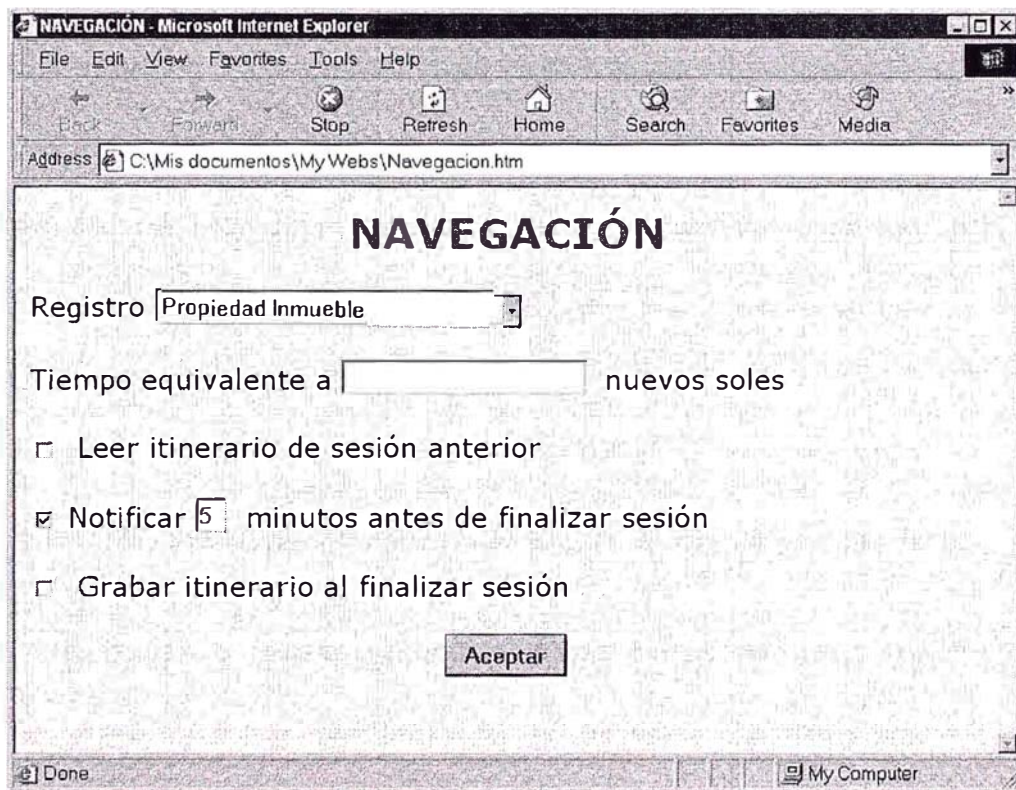 NAVEGACIÓN - Microsoft Internet Explorer
File Edit View Favorites Tools Help
Back Forward Stop Refresh Home Search Favorites Media »
Address C:\Mis documentos\My Webs\Navegacion.htm
NAVEGACIÓN
Registro Propiedad Inmueble
Tiempo equivalente a nuevos soles
Leer itinerario de sesión anterior
Notificar 5 minutos antes de finalizar sesión
Grabar itinerario al finalizar sesión
Aceptar
Done My Computer